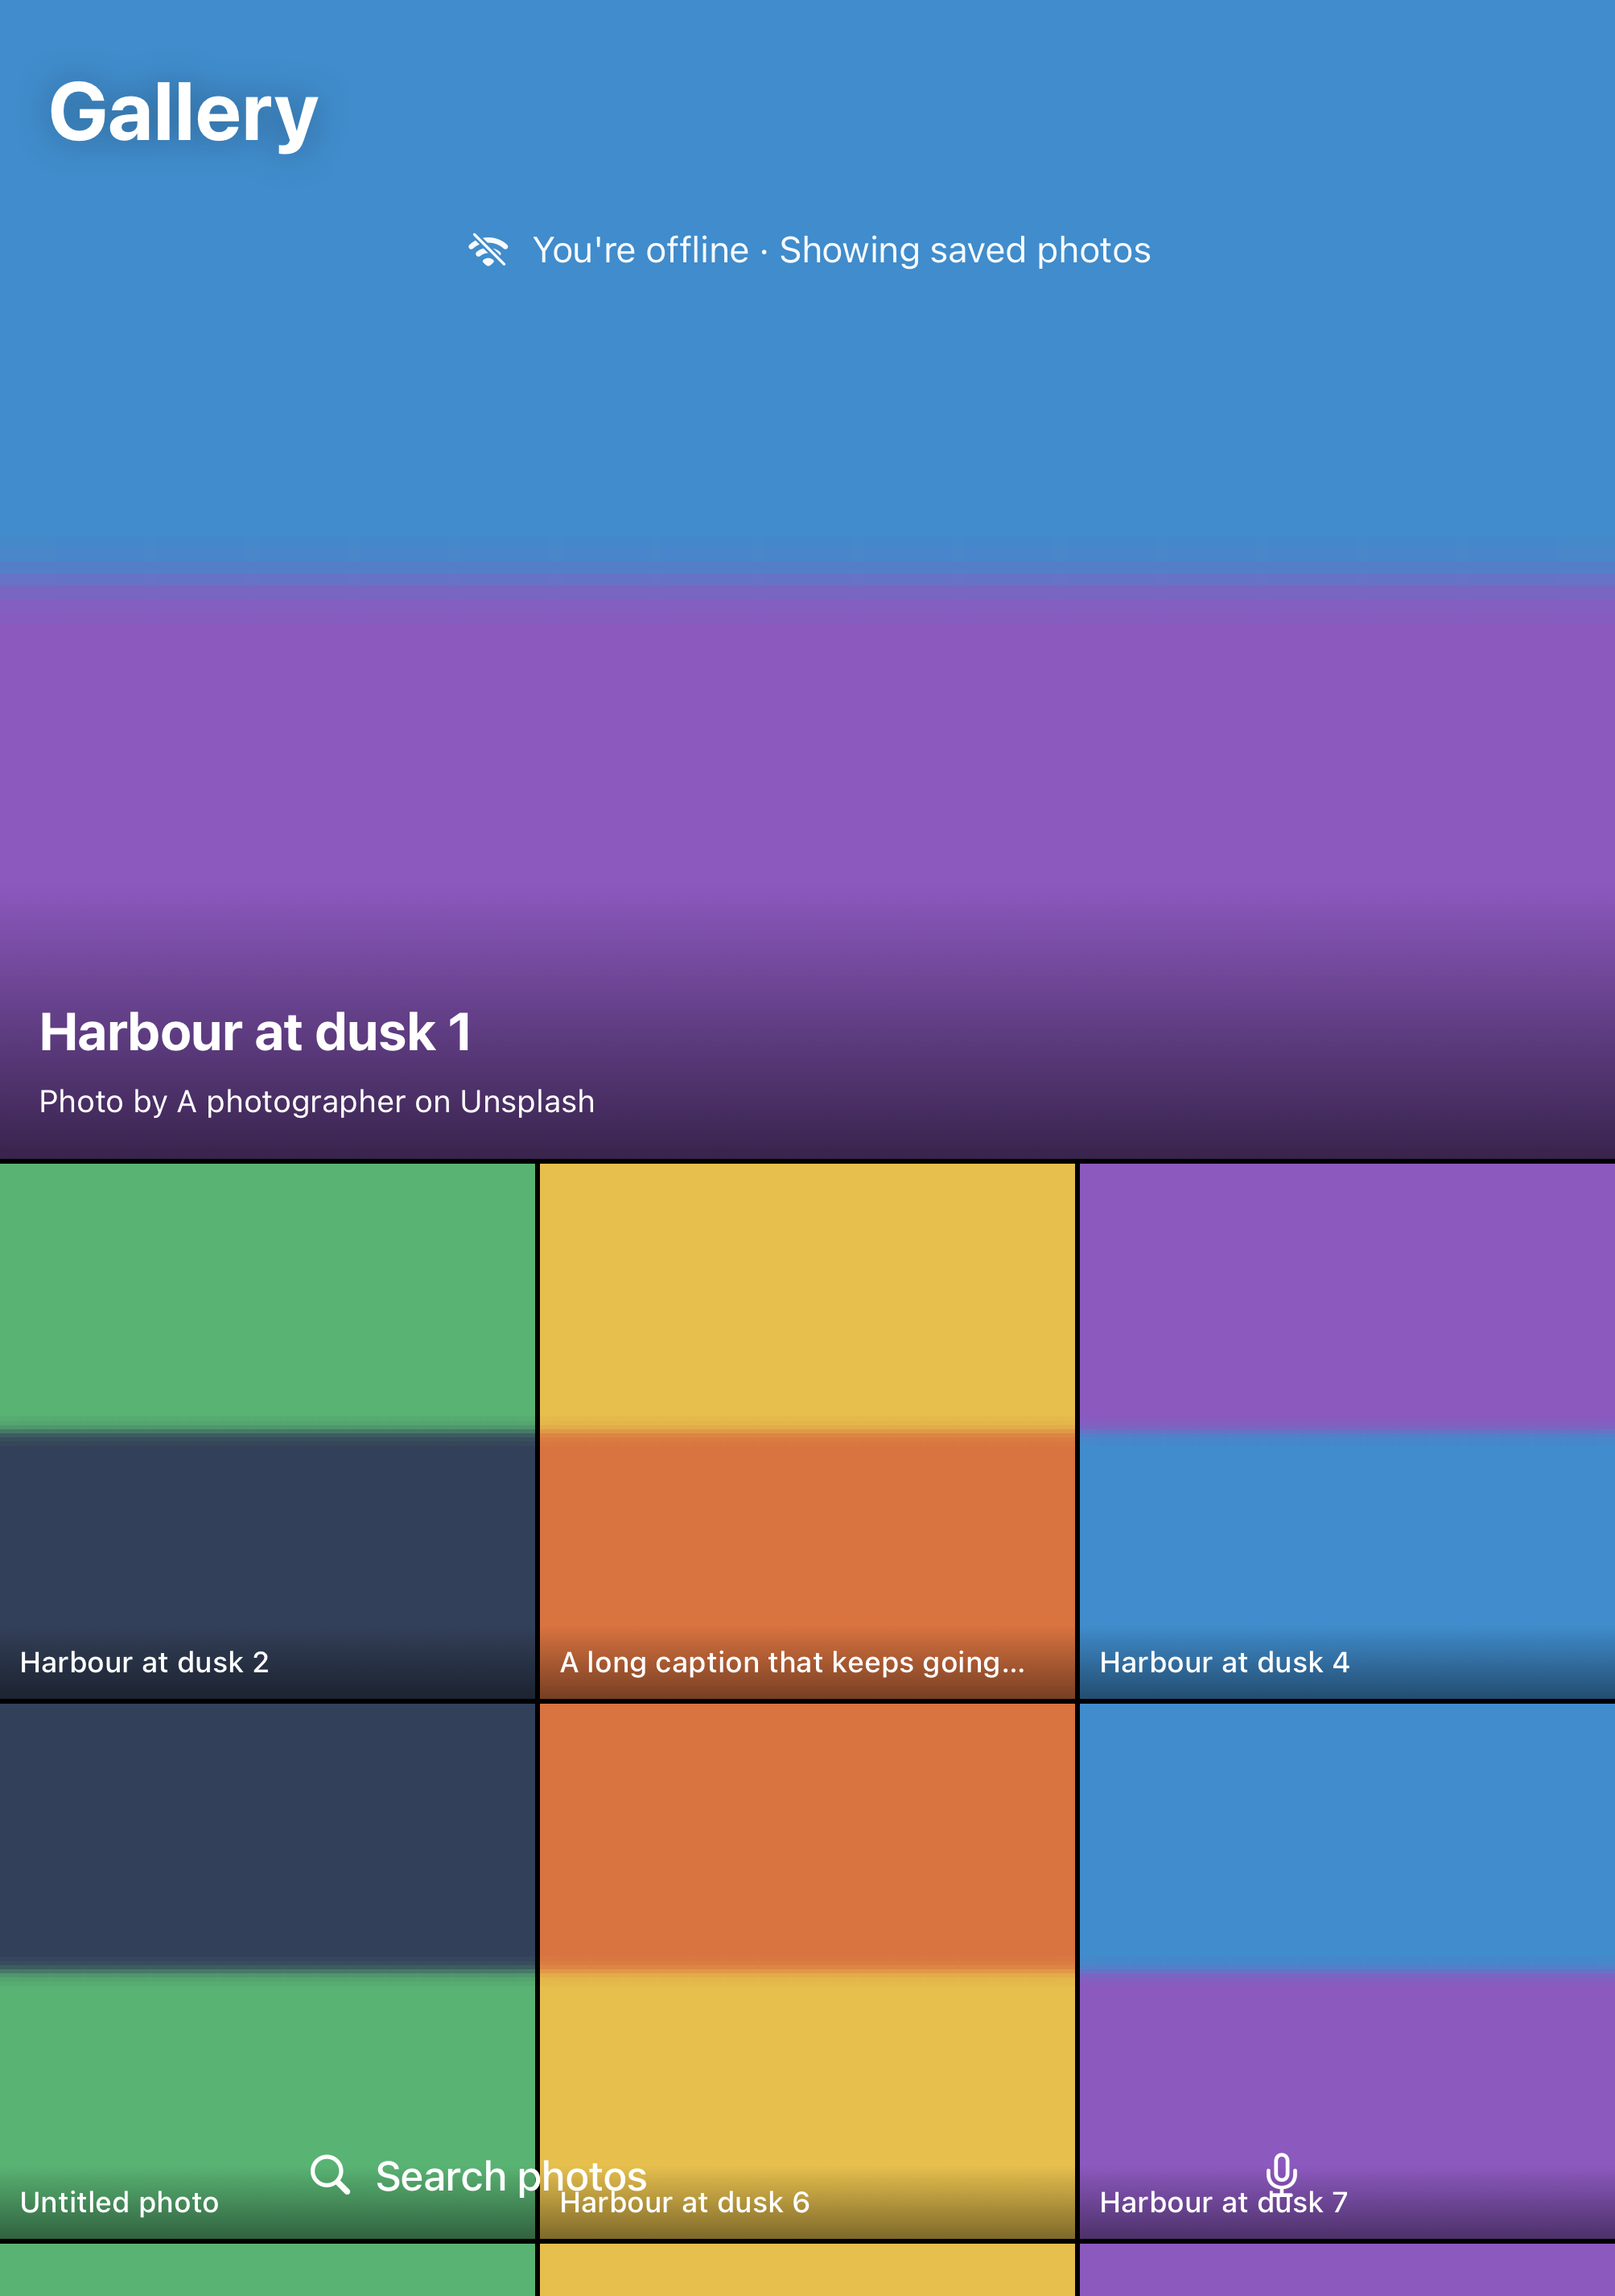 Gallery
You're offline · Showing saved photos
Harbour at dusk 1
Photo by A photographer on Unsplash
Harbour at dusk 2
A long caption that keeps going…
Harbour at dusk 4
Search photos
Untitled photo
Harbour at dusk 6
Harbour at dusk 7